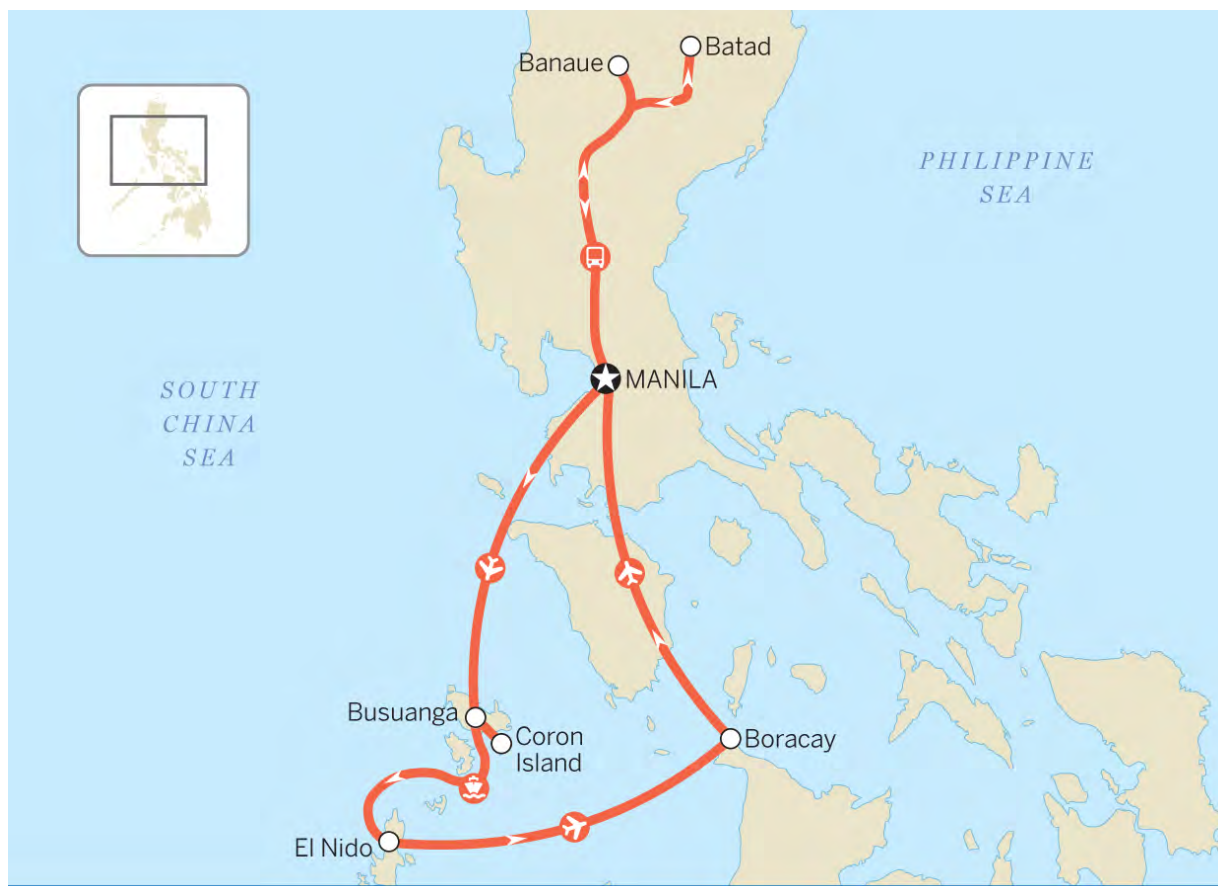 Batad
Banaue
PHILIPPINE
SEA
MANILA
SOUTH
CHINA
SEA
Busuanga
Coron
Island
Boracay
El Nido